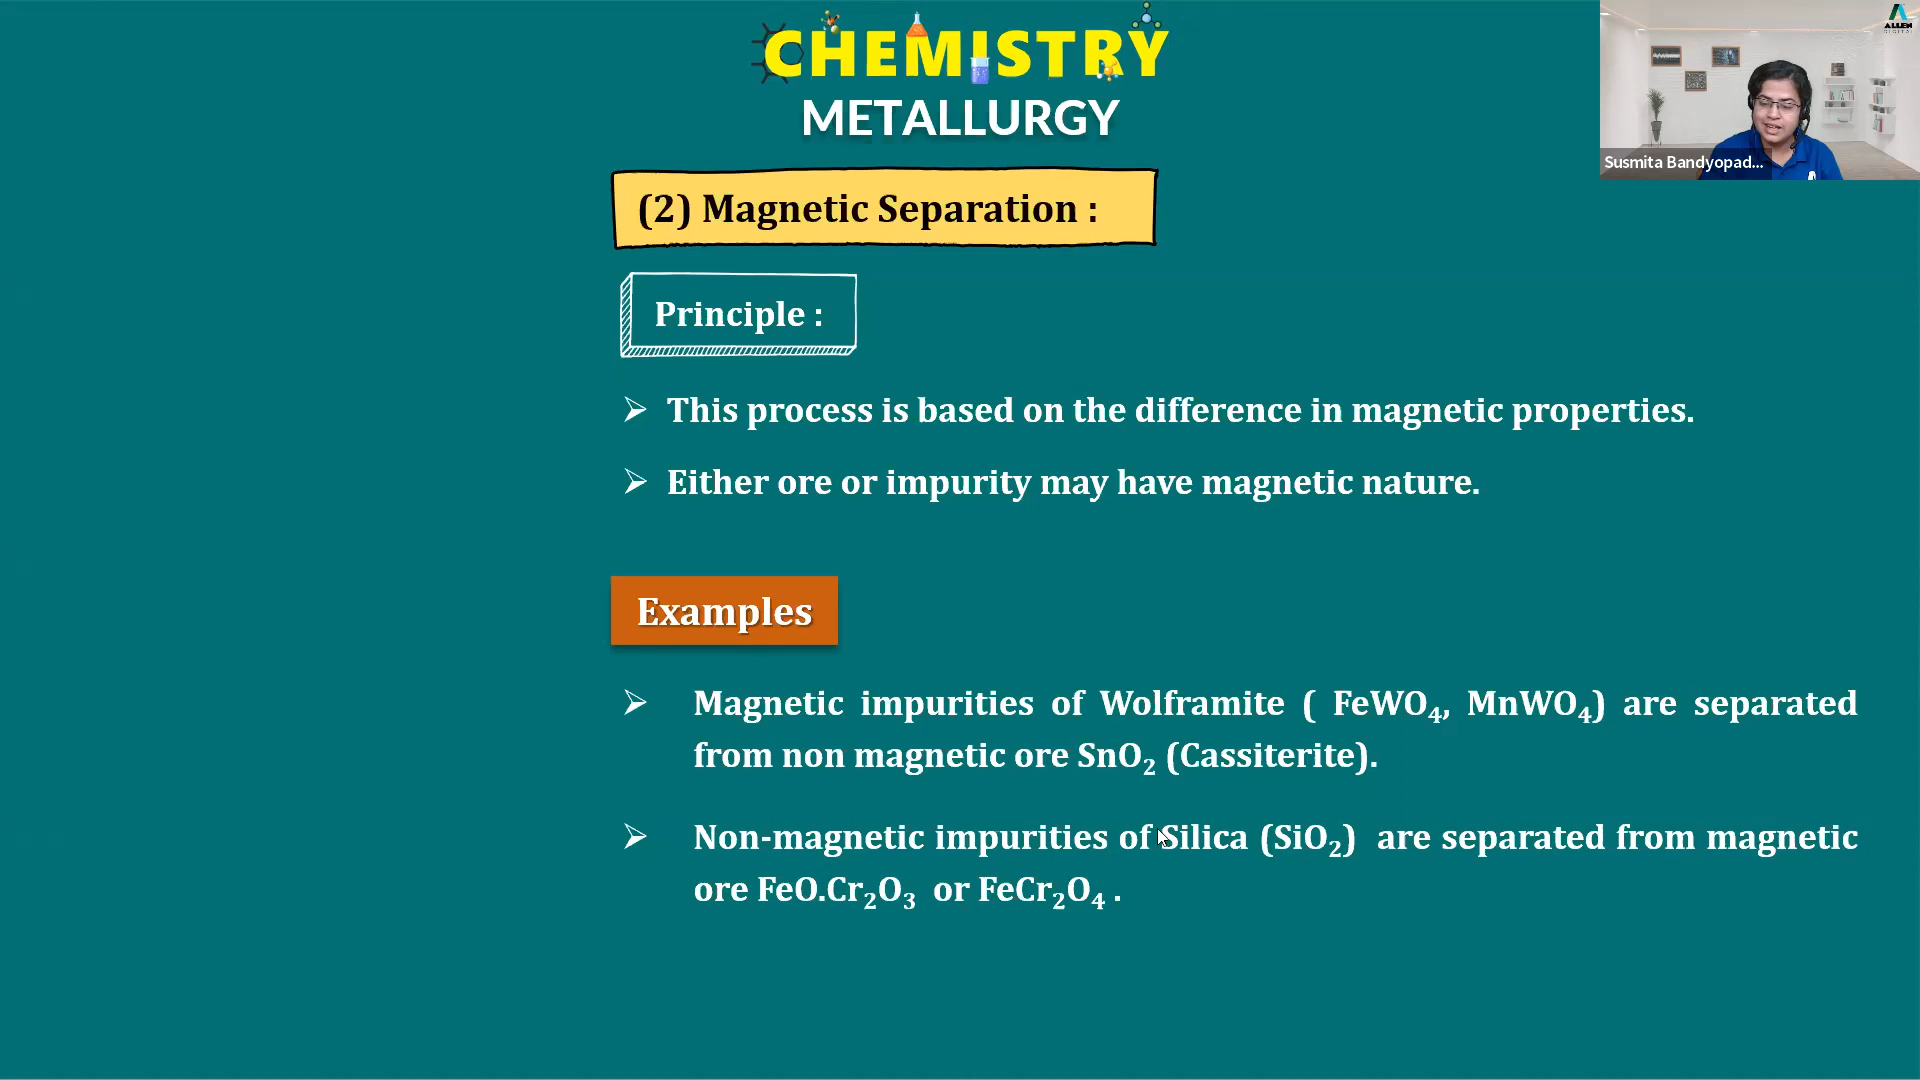 CHEMISTRY
METALLURGY
ALLEN
DIGITAL
Susmita Bandyopad...
(2) Magnetic Separation :
Principle :
➢ This process is based on the difference in magnetic properties.
➢ Either ore or impurity may have magnetic nature.
Examples
➢ Magnetic impurities of Wolframite ( FeWO₄, MnWO₄) are separated
from non magnetic ore SnO₂ (Cassiterite).
➢ Non-magnetic impurities of Silica (SiO₂) are separated from magnetic
ore FeO.Cr₂O₃ or FeCr₂O₄ .